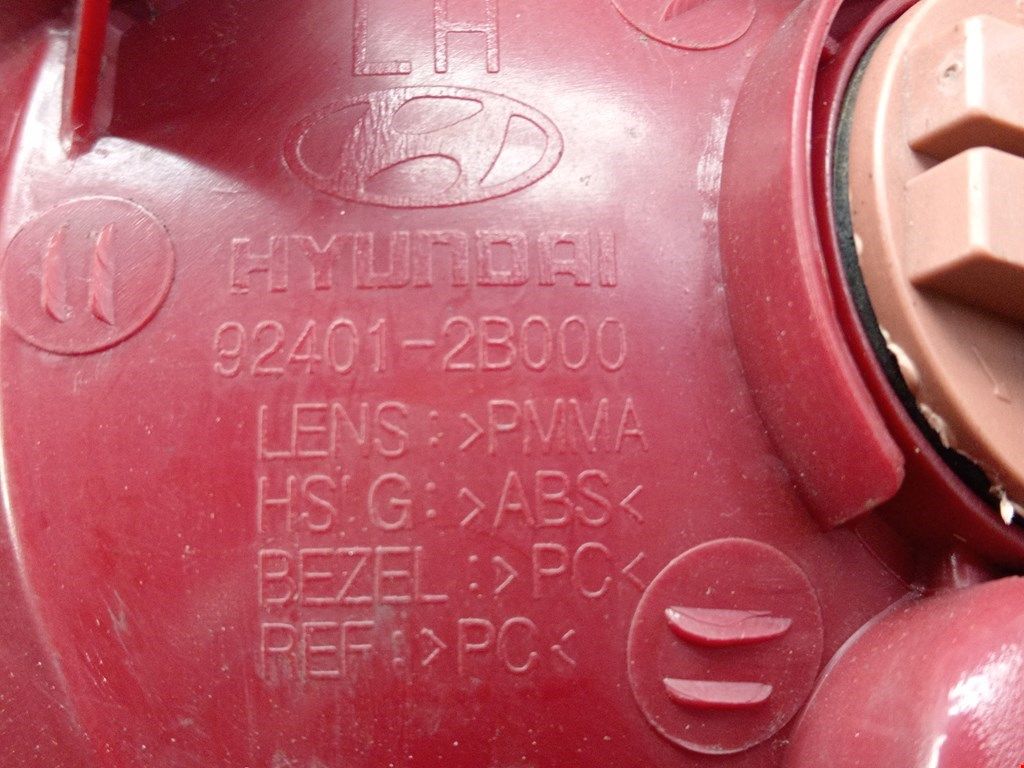 LH
HYUNDAI
92401-2B000
LENS:>PMMA
HS'G:>ABS<
BEZEL:>PC<
REF:>PC<